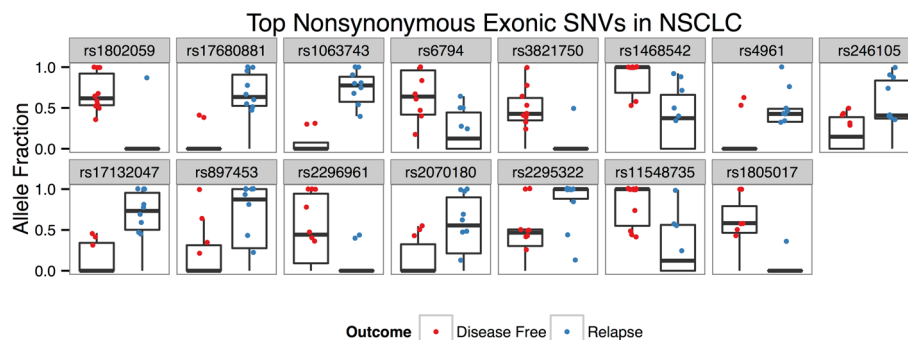 Top Nonsynonymous Exonic SNVs in NSCLC
rs1802059 rs17680881 rs1063743 rs6794 rs3821750 rs1468542 rs4961 rs246105
1.0
0.5
0.0
rs17132047 rs897453 rs2296961 rs2070180 rs2295322 rs11548735 rs1805017
1.0
0.5
0.0
Allele Fraction
Outcome Disease Free Relapse